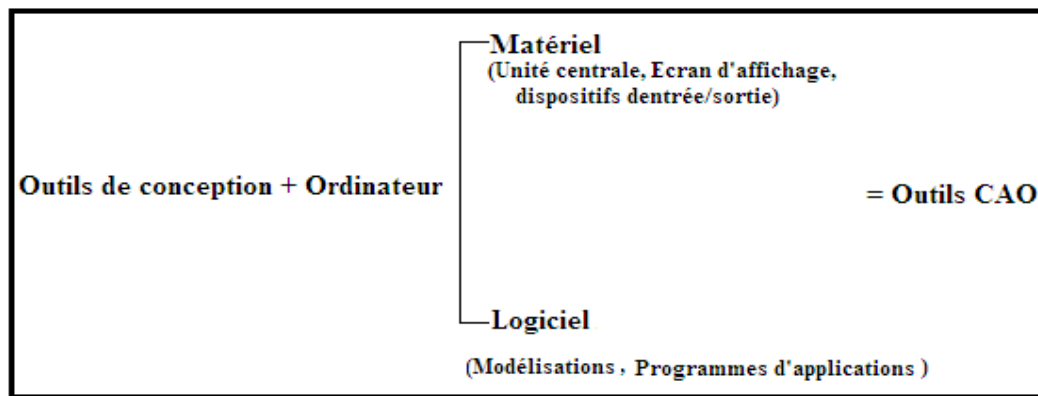 Matériel
(Unité centrale, Ecran d'affichage,
dispositifs dentrée/sortie)
Outils de conception + Ordinateur
= Outils CAO
Logiciel
(Modélisations , Programmes d'applications )